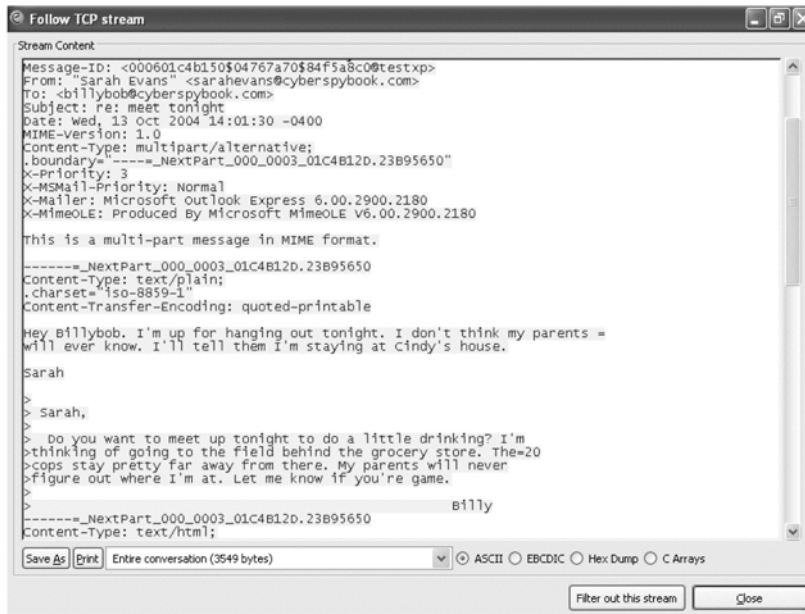 Follow TCP stream
Stream Content
Message-ID: <000601c4b150$04767a70$84f5a8c0@testxp>
From: "Sarah Evans" <sarahevans@cyberspybook.com>
To: <billybob@cyberspybook.com>
Subject: re: meet tonight
Date: Wed, 13 Oct 2004 14:01:30 -0400
MIME-Version: 1.0
Content-Type: multipart/alternative;
.boundary="----=_NextPart_000_0003_01C4B12D.23B95650"
X-Priority: 3
X-MSMail-Priority: Normal
X-Mailer: Microsoft Outlook Express 6.00.2900.2180
X-MimeOLE: Produced By Microsoft MimeOLE V6.00.2900.2180
This is a multi-part message in MIME format.
------=_NextPart_000_0003_01C4B12D.23B95650
Content-Type: text/plain;
.charset="iso-8859-1"
Content-Transfer-Encoding: quoted-printable
Hey Billybob. I'm up for hanging out tonight. I don't think my parents =
will ever know. I'll tell them I'm staying at Cindy's house.
Sarah
>
> Sarah,
>
>  Do you want to meet up tonight to do a little drinking? I'm
>thinking of going to the field behind the grocery store. The=20
>cops stay pretty far away from there. My parents will never
>figure out where I'm at. Let me know if you're game.
>
> Billy
------=_NextPart_000_0003_01C4B12D.23B95650
Content-Type: text/html;
Save As Print Entire conversation (3549 bytes) ASCII EBCDIC Hex Dump C Arrays
Filter out this stream Close